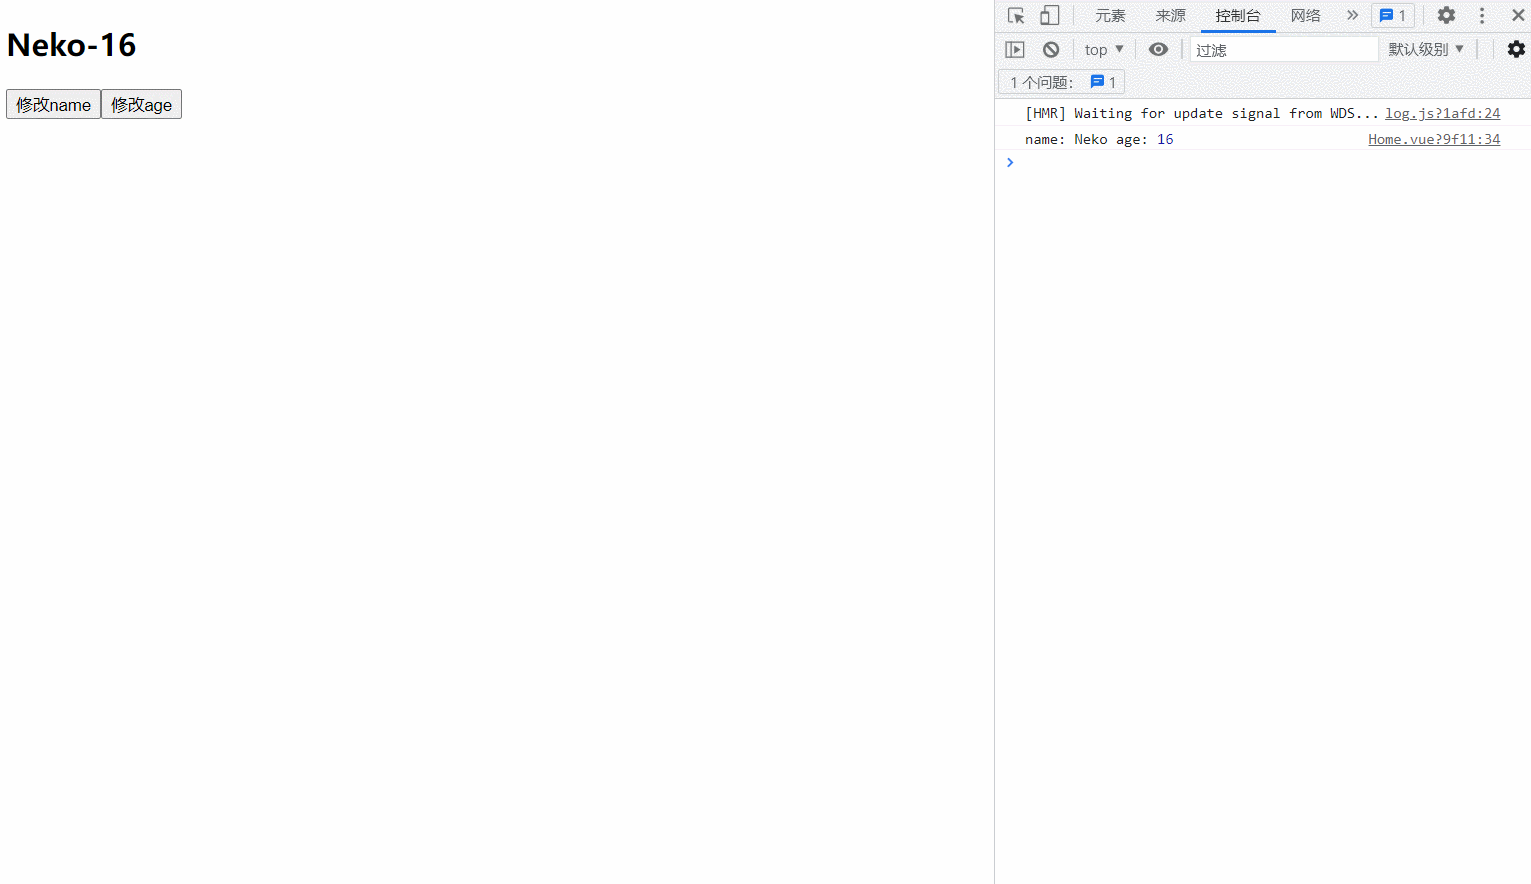 Neko-16
修改name 修改age
元素 来源 控制台 网络 » 1
top ▼ 过滤 默认级别 ▼
1 个问题: 1
[HMR] Waiting for update signal from WDS... log.js?1afd:24
name: Neko age: 16 Home.vue?9f11:34